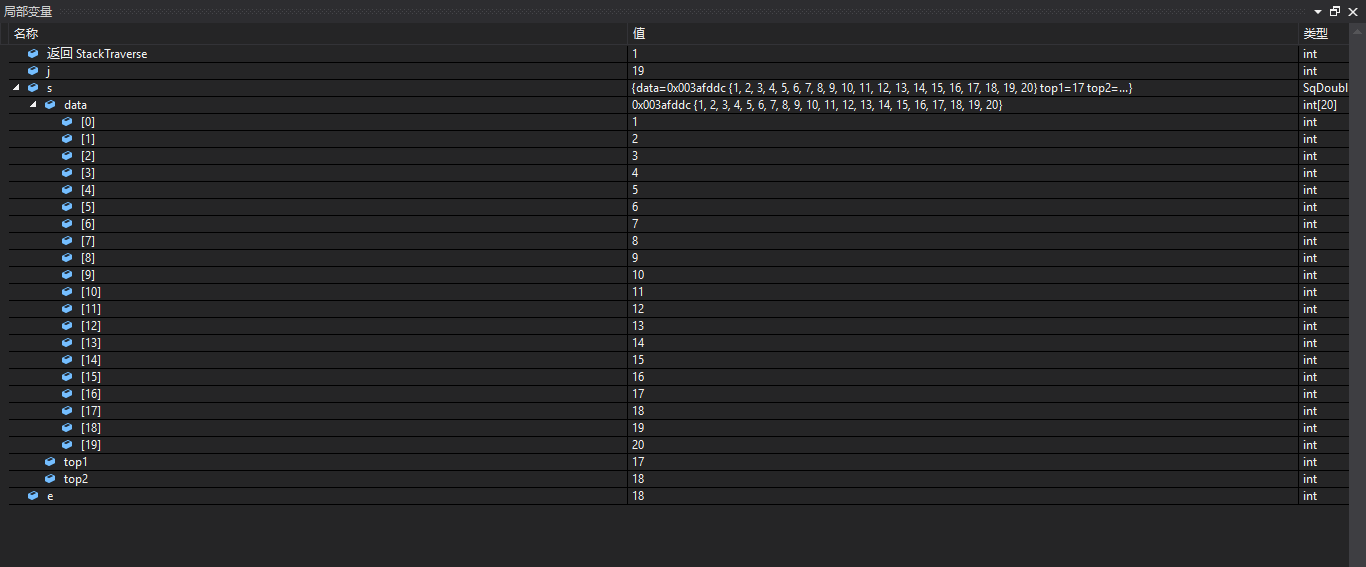 局部变量
名称 值 类型
返回 StackTraverse 1 int
j 19 int
s {data=0x003afddc {1, 2, 3, 4, 5, 6, 7, 8, 9, 10, 11, 12, 13, 14, 15, 16, 17, 18, 19, 20} top1=17 top2=...} SqDoubl
data 0x003afddc {1, 2, 3, 4, 5, 6, 7, 8, 9, 10, 11, 12, 13, 14, 15, 16, 17, 18, 19, 20} int[20]
[0] 1 int
[1] 2 int
[2] 3 int
[3] 4 int
[4] 5 int
[5] 6 int
[6] 7 int
[7] 8 int
[8] 9 int
[9] 10 int
[10] 11 int
[11] 12 int
[12] 13 int
[13] 14 int
[14] 15 int
[15] 16 int
[16] 17 int
[17] 18 int
[18] 19 int
[19] 20 int
top1 17 int
top2 18 int
e 18 int